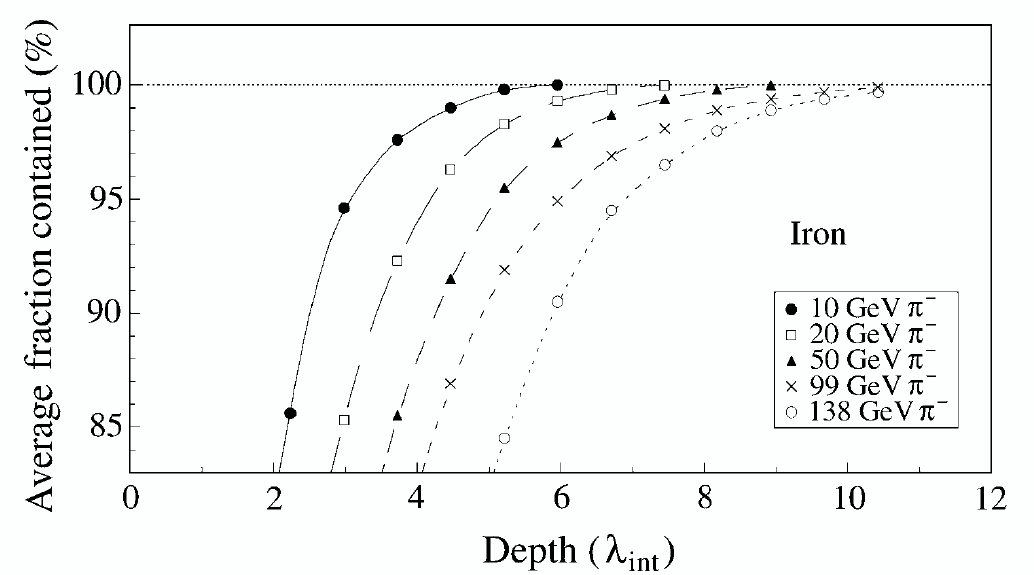 Average fraction contained (%)
100
95
90
85
Iron
10 GeV π⁻
20 GeV π⁻
50 GeV π⁻
99 GeV π⁻
138 GeV π⁻
0 2 4 6 8 10 12
Depth (λint)